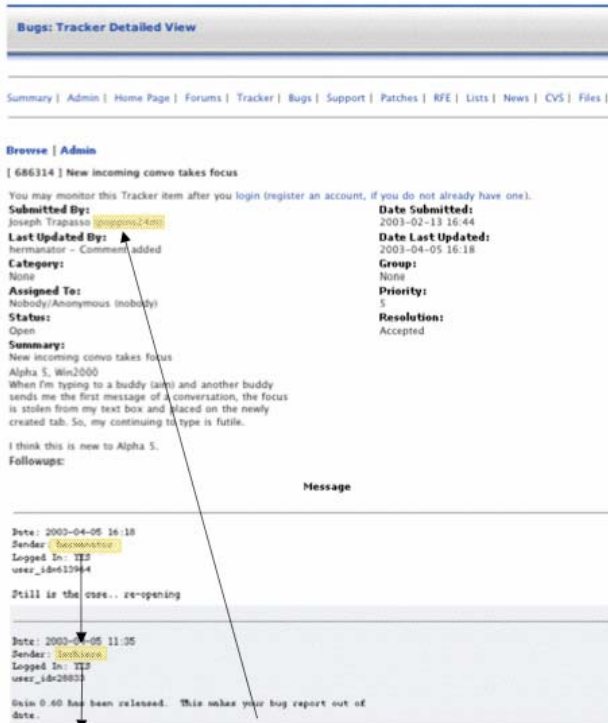 Bugs: Tracker Detailed View
Summary | Admin | Home Page | Forums | Tracker | Bugs | Support | Patches | RFE | Lists | News | CVS | Files |
Browse | Admin
[ 686314 ] New incoming convo takes focus
You may monitor this Tracker item after you login (register an account, if you do not already have one).
Submitted By:
Joseph Trapasso
Date Submitted:
2003-02-13 16:44
Last Updated By:
hermanator - Comment added
Date Last Updated:
2003-04-05 16:18
Category:
None
Group:
None
Assigned To:
Nobody/Anonymous (nobody)
Priority:
5
Status:
Open
Resolution:
Accepted
Summary:
New incoming convo takes focus
Alpha 5, Win2000
When I'm typing to a buddy (aim) and another buddy
sends me the first message of a conversation, the focus
is stolen from my text box and placed on the newly
created tab. So, my continuing to type is futile.
I think this is new to Alpha 5.
Followups:
Message
Date: 2003-04-05 16:18
Sender: hermanator
Logged In: YES
user_id=613964
Still is the case.. re-opening
Date: 2003-04-05 11:35
Sender:
Logged In: YES
Gaim 0.60 has been released. This makes your bug report out of
date.